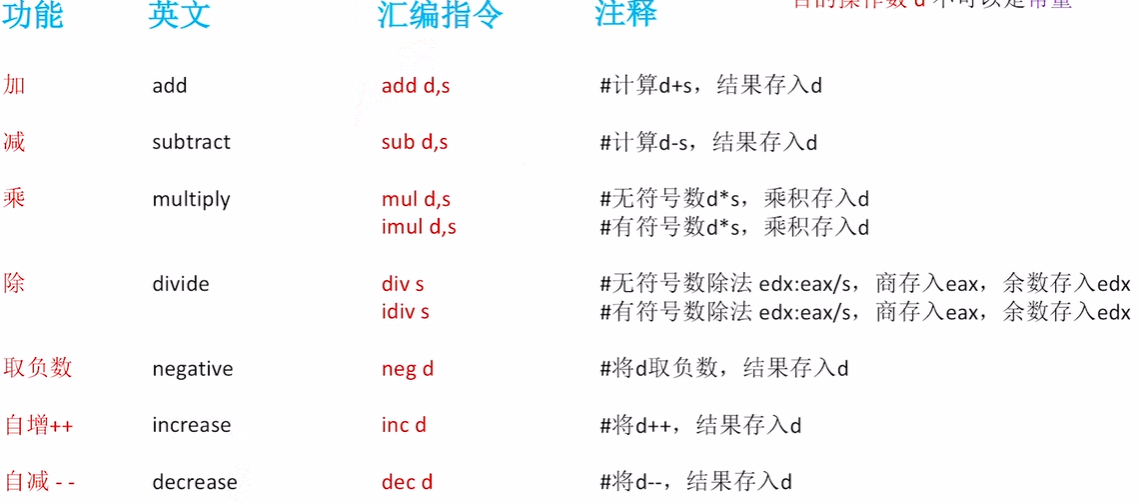 功能 英文 汇编指令 注释 目的操作数 d 不可以是常量
加 add add d,s #计算d+s，结果存入d
减 subtract sub d,s #计算d-s，结果存入d
乘 multiply mul d,s #无符号数d*s，乘积存入d
imul d,s #有符号数d*s，乘积存入d
除 divide div s #无符号数除法 edx:eax/s，商存入eax，余数存入edx
idiv s #有符号数除法 edx:eax/s，商存入eax，余数存入edx
取负数 negative neg d #将d取负数，结果存入d
自增++ increase inc d #将d++，结果存入d
自减 - - decrease dec d #将d--，结果存入d